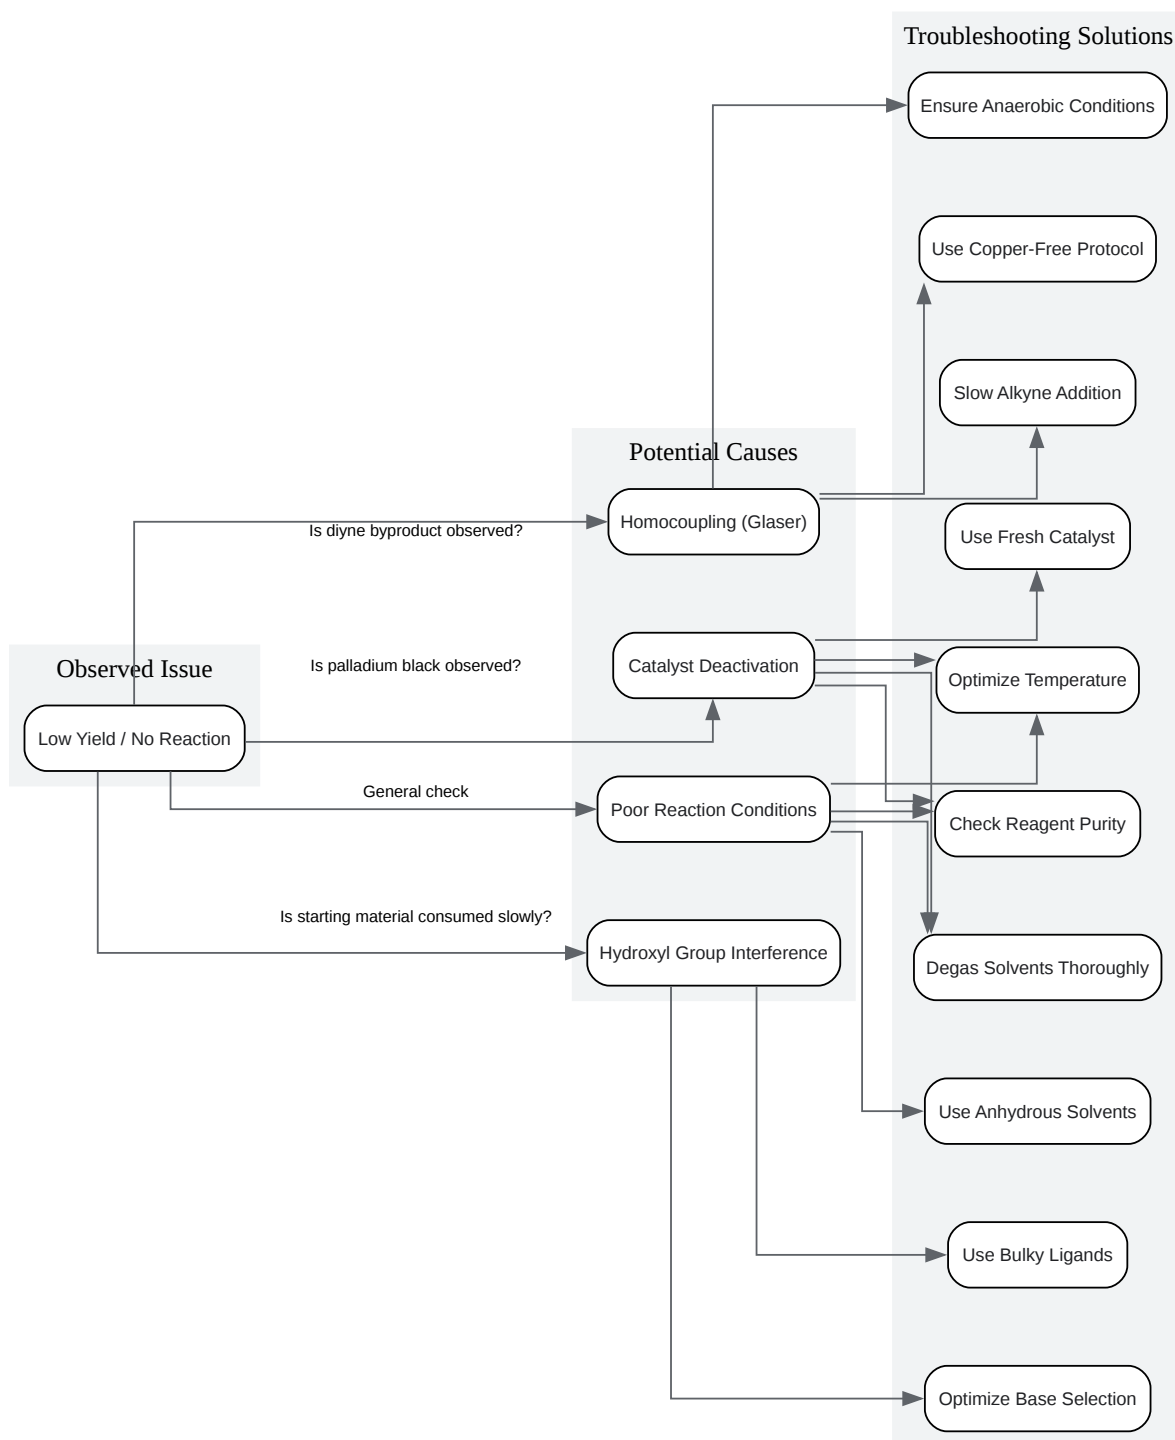 Troubleshooting Solutions
Ensure Anaerobic Conditions
Use Copper-Free Protocol
Slow Alkyne Addition
Potential Causes
Homocoupling (Glaser)
Is diyne byproduct observed?
Use Fresh Catalyst
Observed Issue
Is palladium black observed?
Catalyst Deactivation
Optimize Temperature
Low Yield / No Reaction
General check
Poor Reaction Conditions
Check Reagent Purity
Is starting material consumed slowly?
Hydroxyl Group Interference
Degas Solvents Thoroughly
Use Anhydrous Solvents
Use Bulky Ligands
Optimize Base Selection